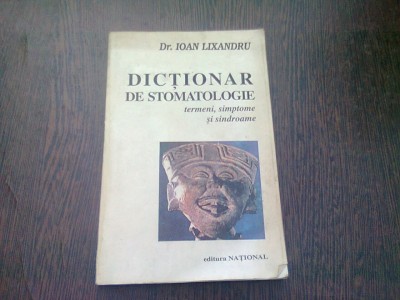 Dr. IOAN LIXANDRU
DICȚIONAR
DE STOMATOLOGIE
termeni, simptome
și sindroame
editura NAȚIONAL